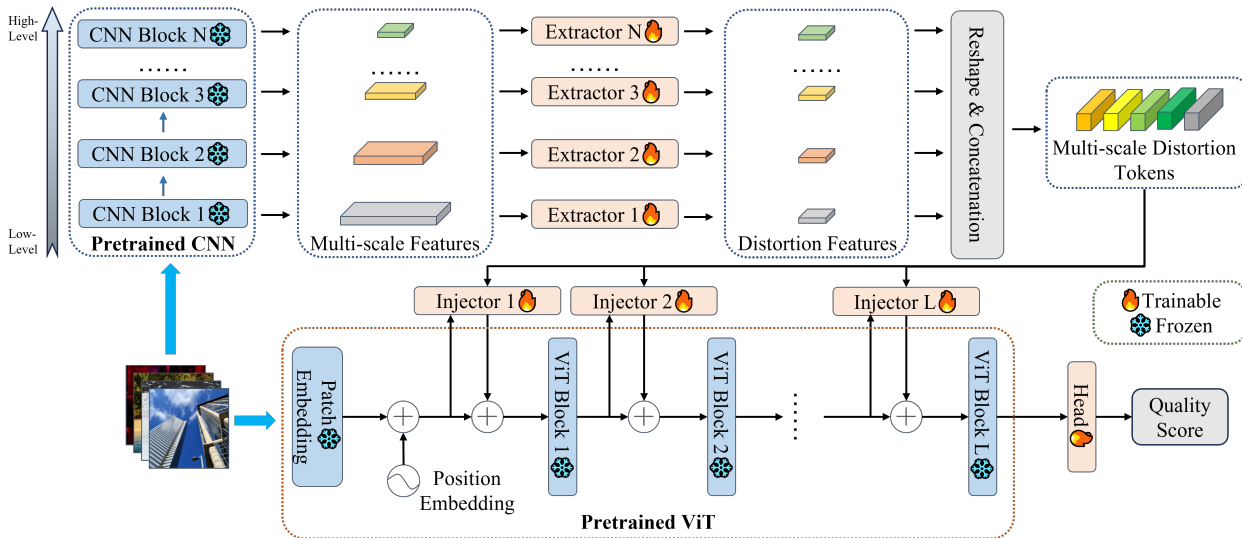 High-
Level
CNN Block N
......
CNN Block 3
CNN Block 2
CNN Block 1
Low-
Level
Pretrained CNN
......
Multi-scale Features
Extractor N
......
Extractor 3
Extractor 2
Extractor 1
......
Distortion Features
Reshape & Concatenation
Multi-scale Distortion
Tokens
Injector 1
Injector 2
Injector L
Trainable
Frozen
Patch
Embedding
Position
Embedding
ViT Block 1
ViT Block 2
......
ViT Block L
Head
Quality
Score
Pretrained ViT